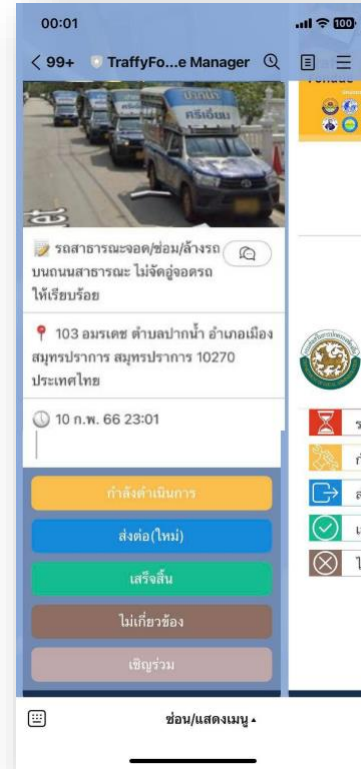 00:01
100
< 99+ TraffyFo...e Manager
ศรีเอี่ยม
📝 รถสาธารณะจอด/ซ่อม/ล้างรถ
บนถนนสาธารณะ ไม่จัดอู่จอดรถ
ให้เรียบร้อย
103 อมรเดช ตำบลปากน้ำ อำเภอเมือง
สมุทรปราการ สมุทรปราการ 10270
ประเทศไทย
10 ก.พ. 66 23:01
กำลังดำเนินการ
ส่งต่อ(ใหม่)
เสร็จสิ้น
ไม่เกี่ยวข้อง
เชิญร่วม
ซ่อน/แสดงเมนู